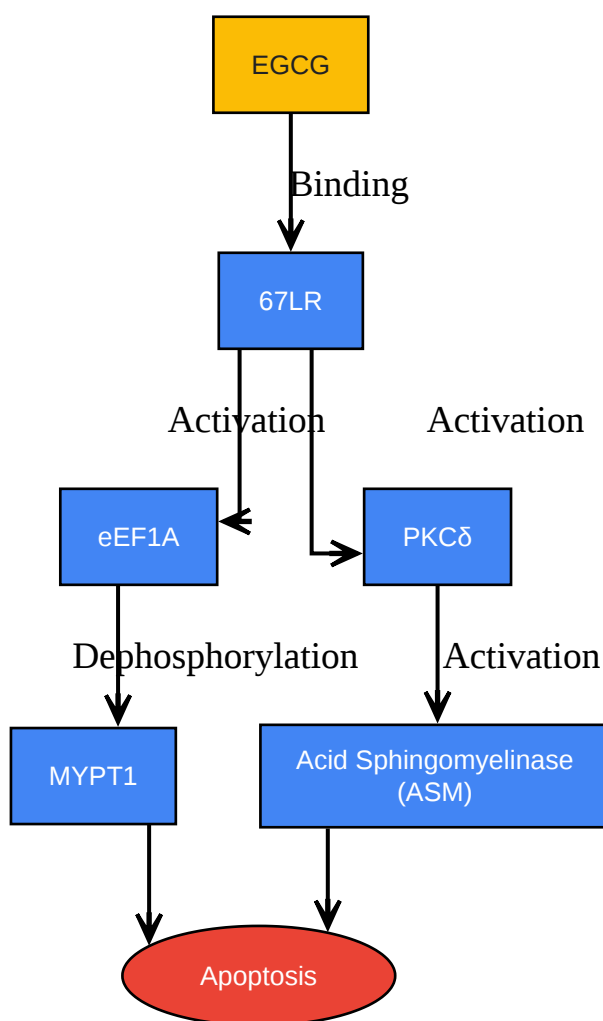 EGCG
Binding
67LR
Activation
Activation
eEF1A
PKCδ
Dephosphorylation
Activation
MYPT1
Acid Sphingomyelinase
(ASM)
Apoptosis